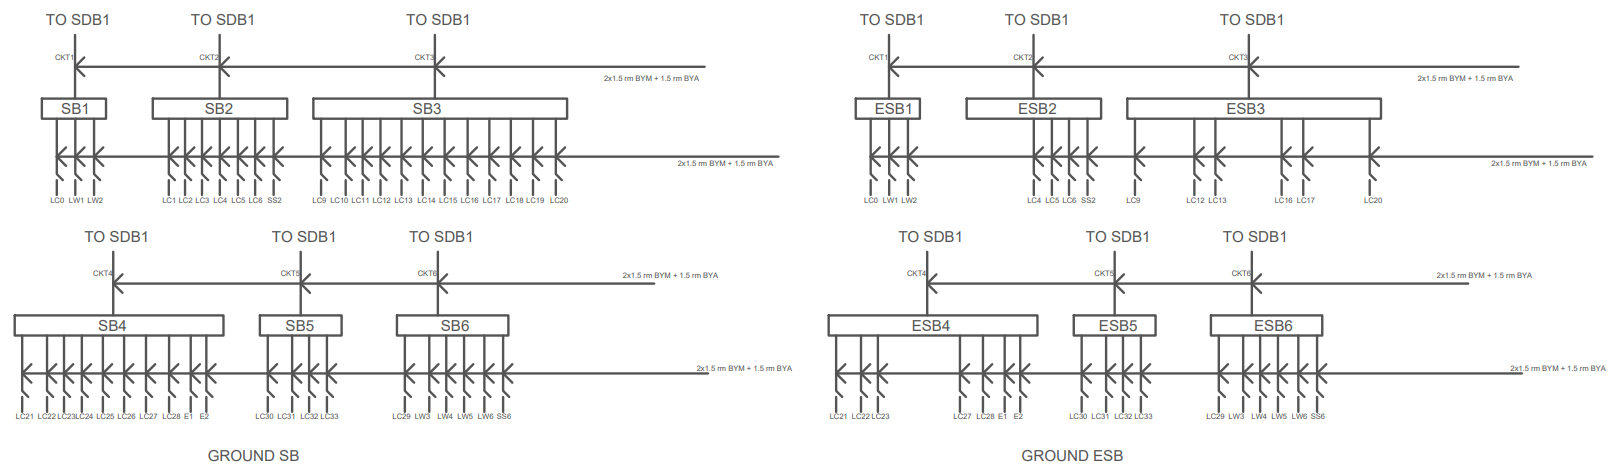 TO SDB1 TO SDB1 TO SDB1
CKT1 CKT2 CKT3
2x1.5 rm BYM + 1.5 rm BYA
SB1 SB2 SB3
2x1.5 rm BYM + 1.5 rm BYA
LC0 LW1 LW2 LC1 LC2 LC3 LC4 LC5 LC6 SS2 LC9 LC10 LC11 LC12 LC13 LC14 LC15 LC16 LC17 LC18 LC19 LC20
TO SDB1 TO SDB1 TO SDB1
CKT4 CKT5 CKT6
2x1.5 rm BYM + 1.5 rm BYA
SB4 SB5 SB6
2x1.5 rm BYM + 1.5 rm BYA
LC21 LC22 LC23 LC24 LC25 LC26 LC27 LC28 E1 E2 LC30 LC31 LC32 LC33 LC29 LW3 LW4 LW5 LW6 SS6
GROUND SB
TO SDB1 TO SDB1 TO SDB1
CKT1 CKT2 CKT3
2x1.5 rm BYM + 1.5 rm BYA
ESB1 ESB2 ESB3
2x1.5 rm BYM + 1.5 rm BYA
LC0 LW1 LW2 LC4 LC5 LC6 SS2 LC9 LC12 LC13 LC16 LC17 LC20
TO SDB1 TO SDB1 TO SDB1
CKT4 CKT5 CKT6
2x1.5 rm BYM + 1.5 rm BYA
ESB4 ESB5 ESB6
2x1.5 rm BYM + 1.5 rm BYA
LC21 LC22 LC23 LC27 LC28 E1 E2 LC30 LC31 LC32 LC33 LC29 LW3 LW4 LW5 LW6 SS6
GROUND ESB